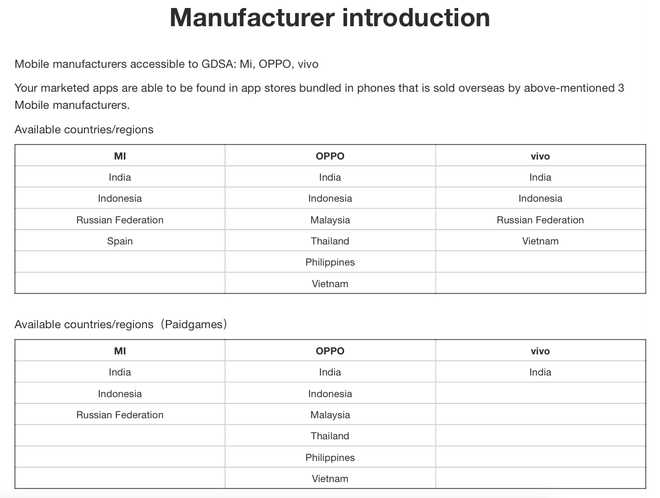 Manufacturer introduction
Mobile manufacturers accessible to GDSA: Mi, OPPO, vivo
Your marketed apps are able to be found in app stores bundled in phones that is sold overseas by above-mentioned 3
Mobile manufacturers.
Available countries/regions
MI OPPO vivo
India India India
Indonesia Indonesia Indonesia
Russian Federation Malaysia Russian Federation
Spain Thailand Vietnam
Philippines
Vietnam
Available countries/regions（Paidgames）
MI OPPO vivo
India India India
Indonesia Indonesia
Russian Federation Malaysia
Thailand
Philippines
Vietnam